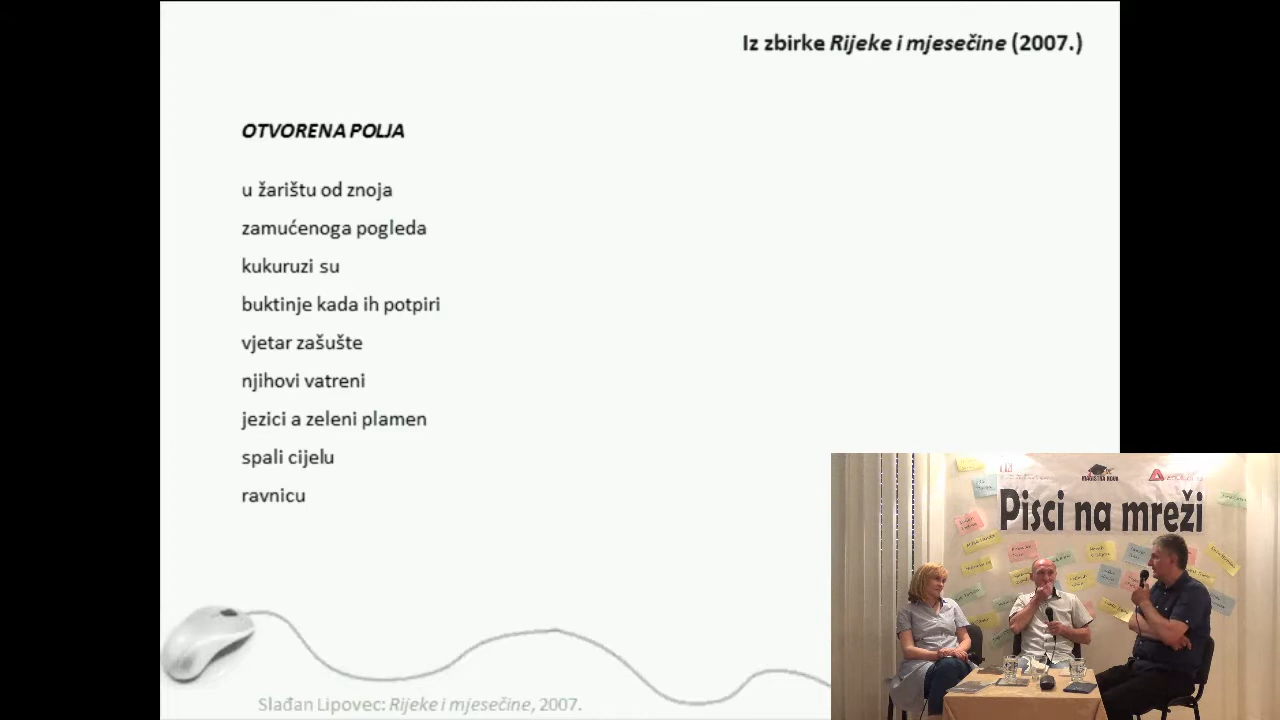 Iz zbirke Rijeke i mjesečine (2007.)
OTVORENA POLJA
u žarištu od znoja
zamućenoga pogleda
kukuruzi su
buktinje kada ih potpiri
vjetar zašušte
njihovi vatreni
jezici a zeleni plamen
spali cijelu
ravnicu
Slađan Lipovec: Rijeke i mjesečine, 2007.
Pisci na mreži